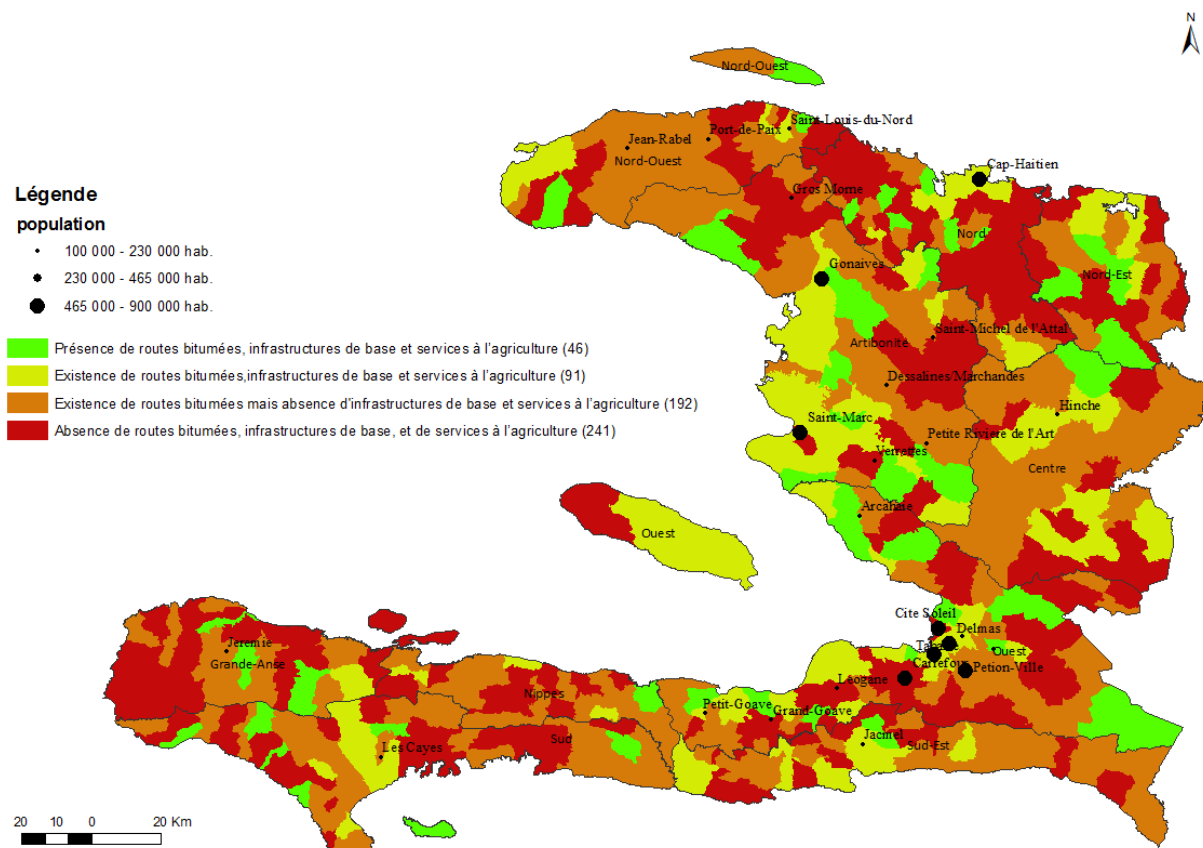 N
Nord-Ouest
Saint-Louis-du-Nord
Port-de-Paix
Jean-Rabel
Nord-Ouest
Cap-Haitien
Légende
population
100 000 - 230 000 hab.
230 000 - 465 000 hab.
465 000 - 900 000 hab.
Présence de routes bitumées, infrastructures de base et services à l'agriculture (46)
Existence de routes bitumées,infrastructures de base et services à l'agriculture (91)
Existence de routes bitumées mais absence d'infrastructures de base et services à l'agriculture (192)
Absence de routes bitumées, infrastructures de base, et de services à l'agriculture (241)
Gros Morne
Nord
Gonaives
Nord-Est
Saint-Michel de l'Attal
Artibonite
Dessalines/Marchandes
Hinche
Saint-Marc
Petite Riviere de l'Art
Verrettes
Centre
Arcahaie
Ouest
Cite Soleil
Delmas
Ouest
Carrefour
Petion-Ville
Jeremie
Grande-Anse
Leogane
Nippes
Petit-Goave
Grand-Goave
Les Cayes
Sud
Jacmel
Sud-Est
20 10 0 20 Km